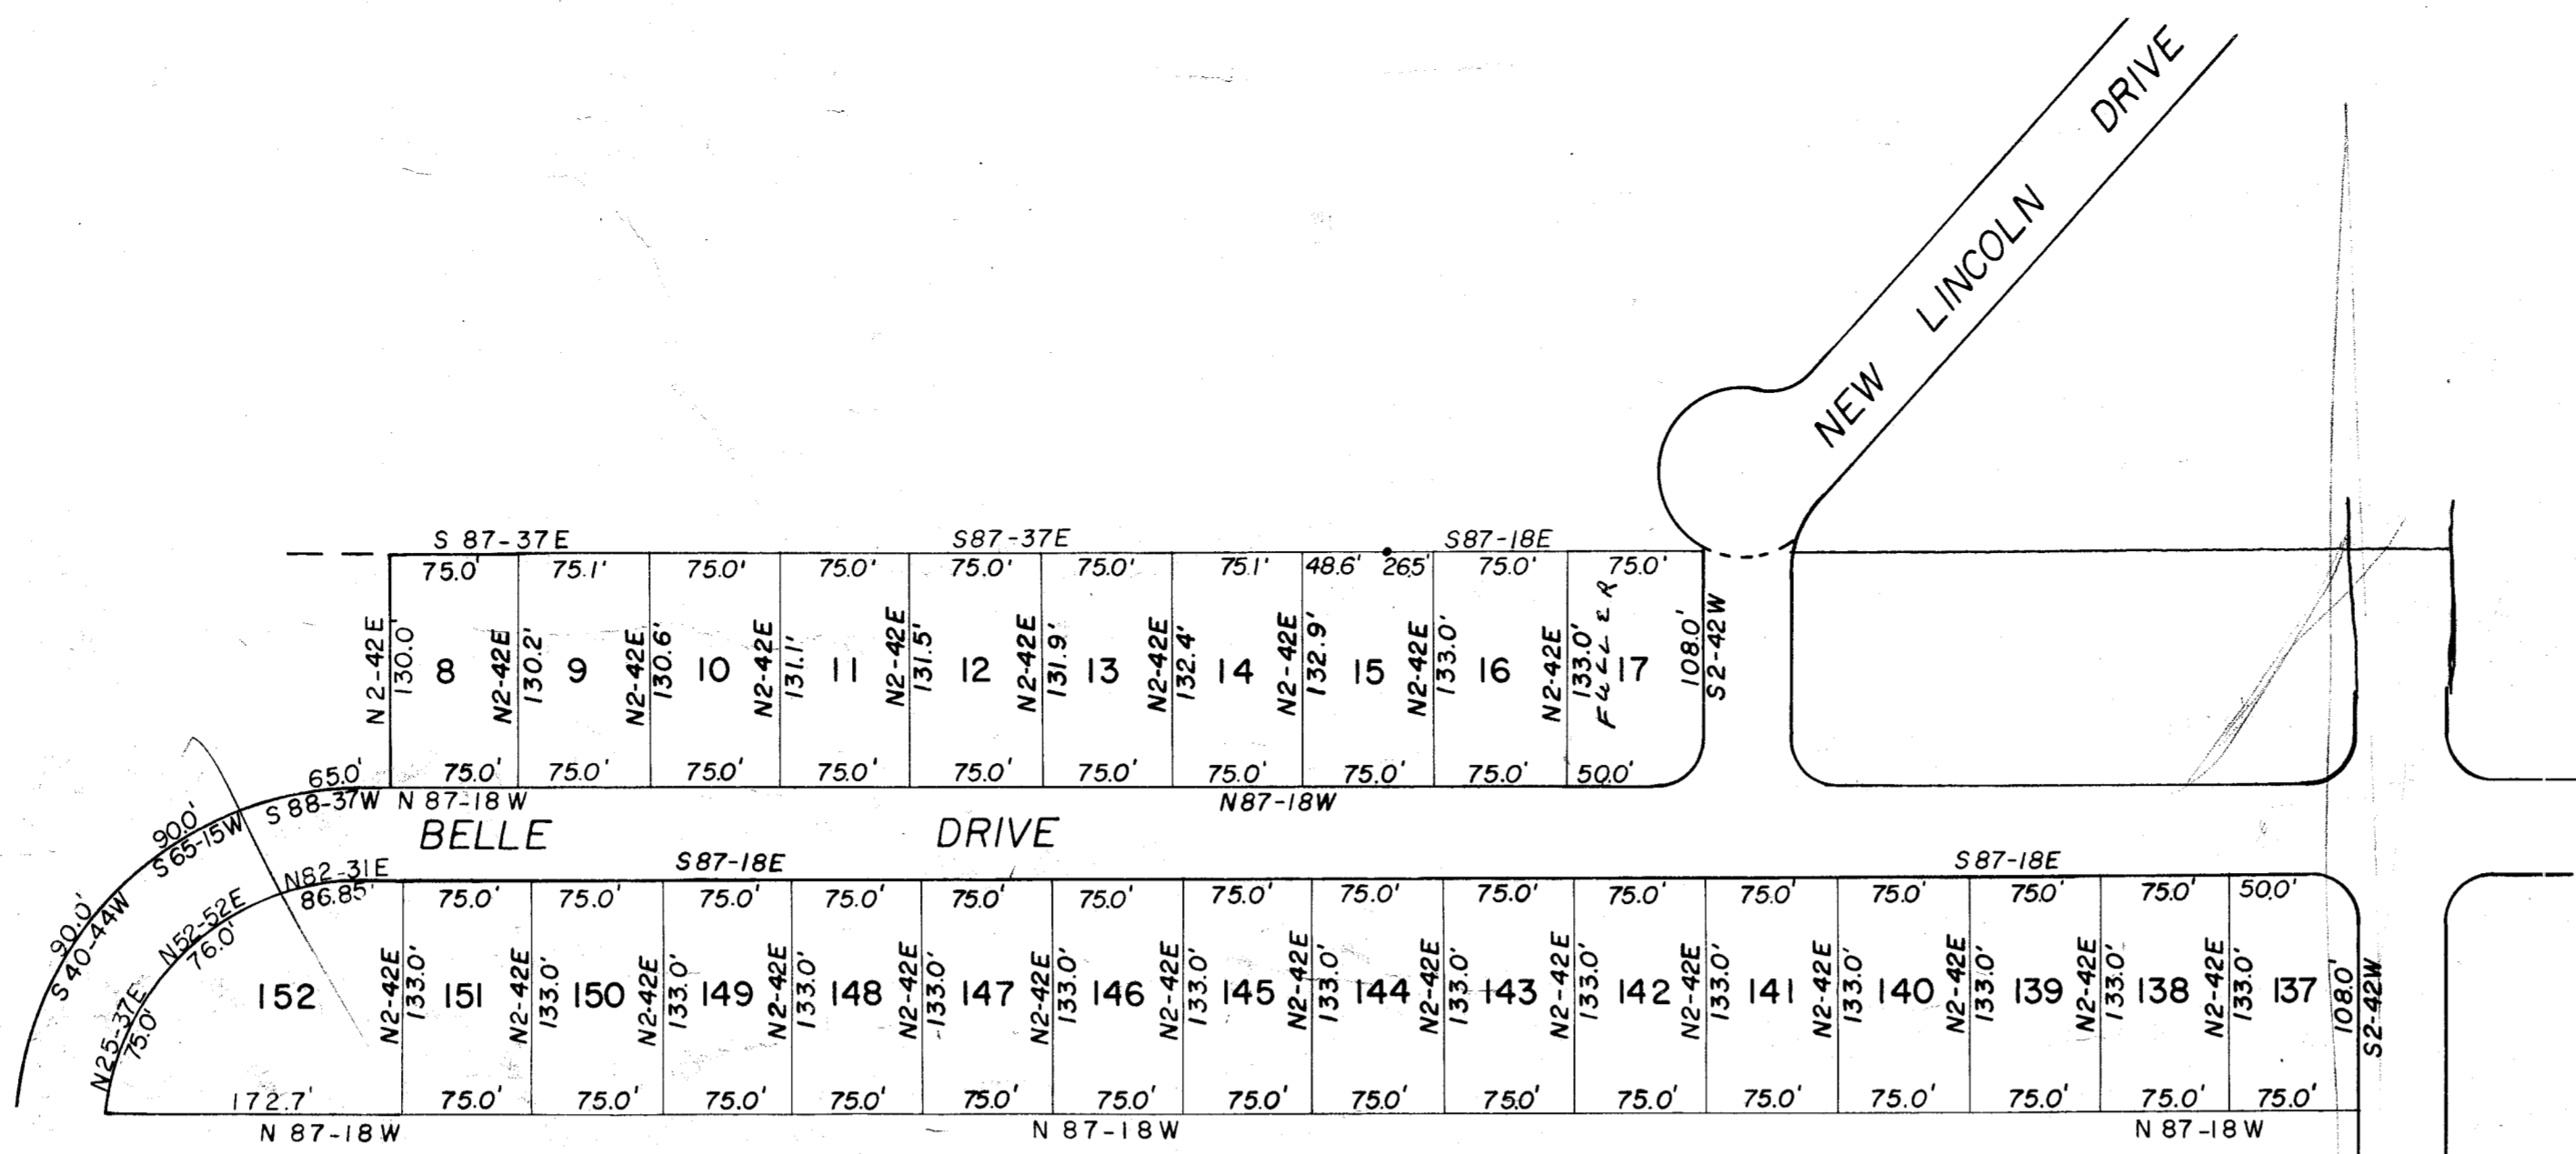 NEW LINCOLN DRIVE
S 87-37E S87-37E S87-18E
75.0' 75.1' 75.0' 75.0' 75.0' 75.0' 75.1' 48.6' 26.5' 75.0' 75.0'
N2-42E 130.0' 8 N2-42E 130.2' 9 N2-42E 130.6' 10 N2-42E 131.1' 11 N2-42E 131.5' 12 N2-42E 131.9' 13 N2-42E 132.4' 14 N2-42E 132.9' 15 N2-42E 133.0' 16 N2-42E 133.0' FULLER 17 108.0' S2-42W
65.0' 75.0' 75.0' 75.0' 75.0' 75.0' 75.0' 75.0' 75.0' 75.0' 50.0'
S 88-37W N 87-18 W N87-18W
90.0' S65-15W
90.0' S40-44W
BELLE DRIVE
S87-18E S87-18E
N82-31E 86.85'
N52-52E 76.0'
N25-37E 75.0'
75.0' 75.0' 75.0' 75.0' 75.0' 75.0' 75.0' 75.0' 75.0' 75.0' 75.0' 75.0' 75.0' 75.0' 50.0'
152 N2-42E 133.0' 151 N2-42E 133.0' 150 N2-42E 133.0' 149 N2-42E 133.0' 148 N2-42E 133.0' 147 N2-42E 133.0' 146 N2-42E 133.0' 145 N2-42E 133.0' 144 N2-42E 133.0' 143 N2-42E 133.0' 142 N2-42E 133.0' 141 N2-42E 133.0' 140 N2-42E 133.0' 139 N2-42E 133.0' 138 N2-42E 133.0' 137 108.0' S2-42W
172.7' 75.0' 75.0' 75.0' 75.0' 75.0' 75.0' 75.0' 75.0' 75.0' 75.0' 75.0' 75.0' 75.0' 75.0' 75.0'
N 87-18W N 87-18W N 87-18W